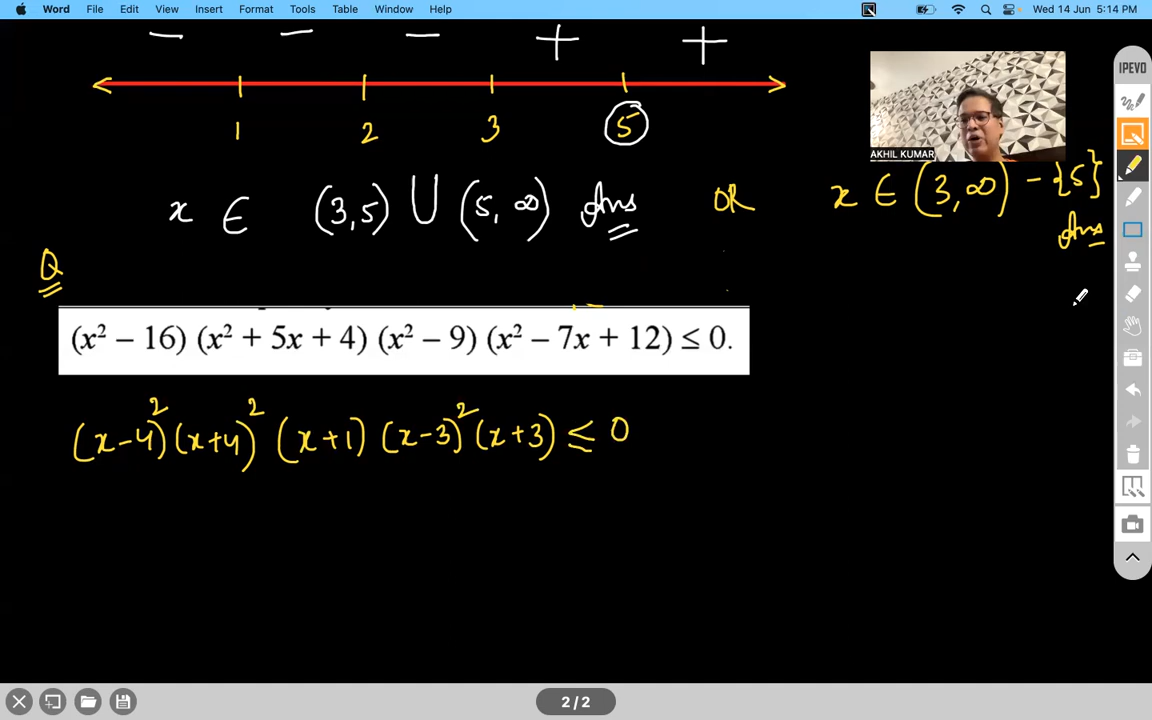 Word File Edit View Insert Format Tools Table Window Help Wed 14 Jun 5:14 PM
− − − + +
IPEVO
1 2 3 5
AKHIL KUMAR
x ∈ (3,5) ∪ (5, ∞) Ans OR x ∈ (3, ∞) − {5}
Ans
Q
(x² − 16) (x² + 5x + 4) (x² − 9) (x² − 7x + 12) ≤ 0.
(x−4)² (x+4)² (x+1) (x−3)² (x+3) ≤ 0
2 / 2